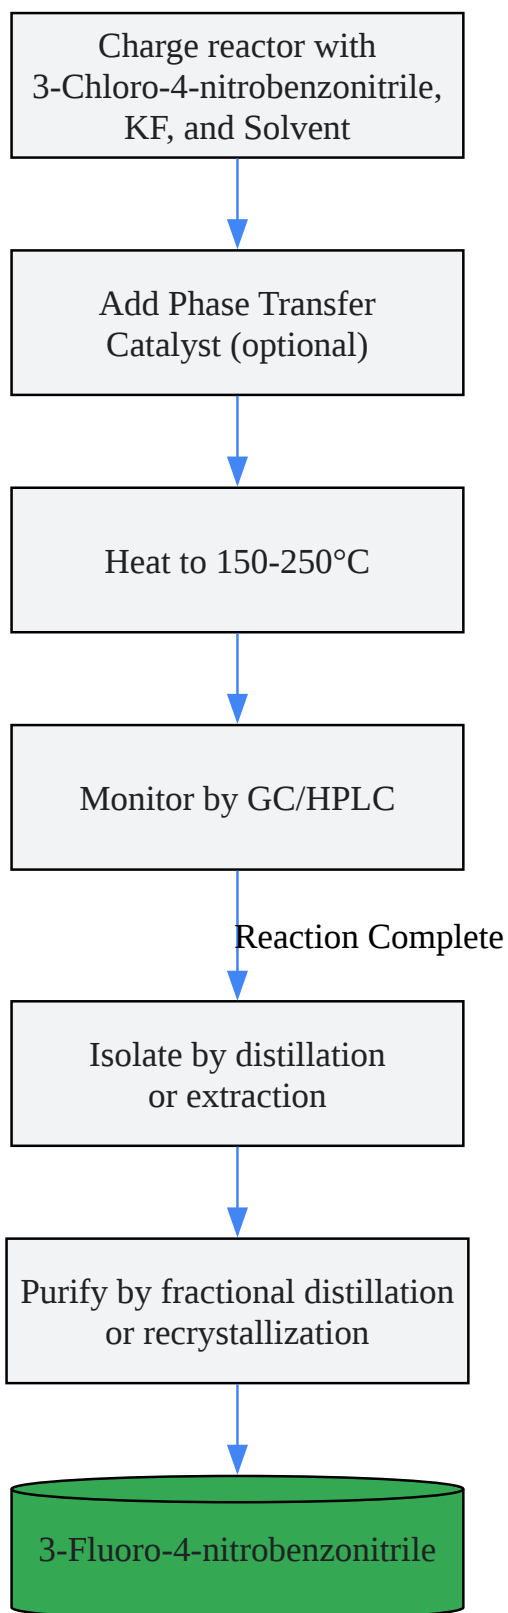 Charge reactor with
3-Chloro-4-nitrobenzonitrile,
KF, and Solvent
Add Phase Transfer
Catalyst (optional)
Heat to 150-250°C
Monitor by GC/HPLC
Reaction Complete
Isolate by distillation
or extraction
Purify by fractional distillation
or recrystallization
3-Fluoro-4-nitrobenzonitrile